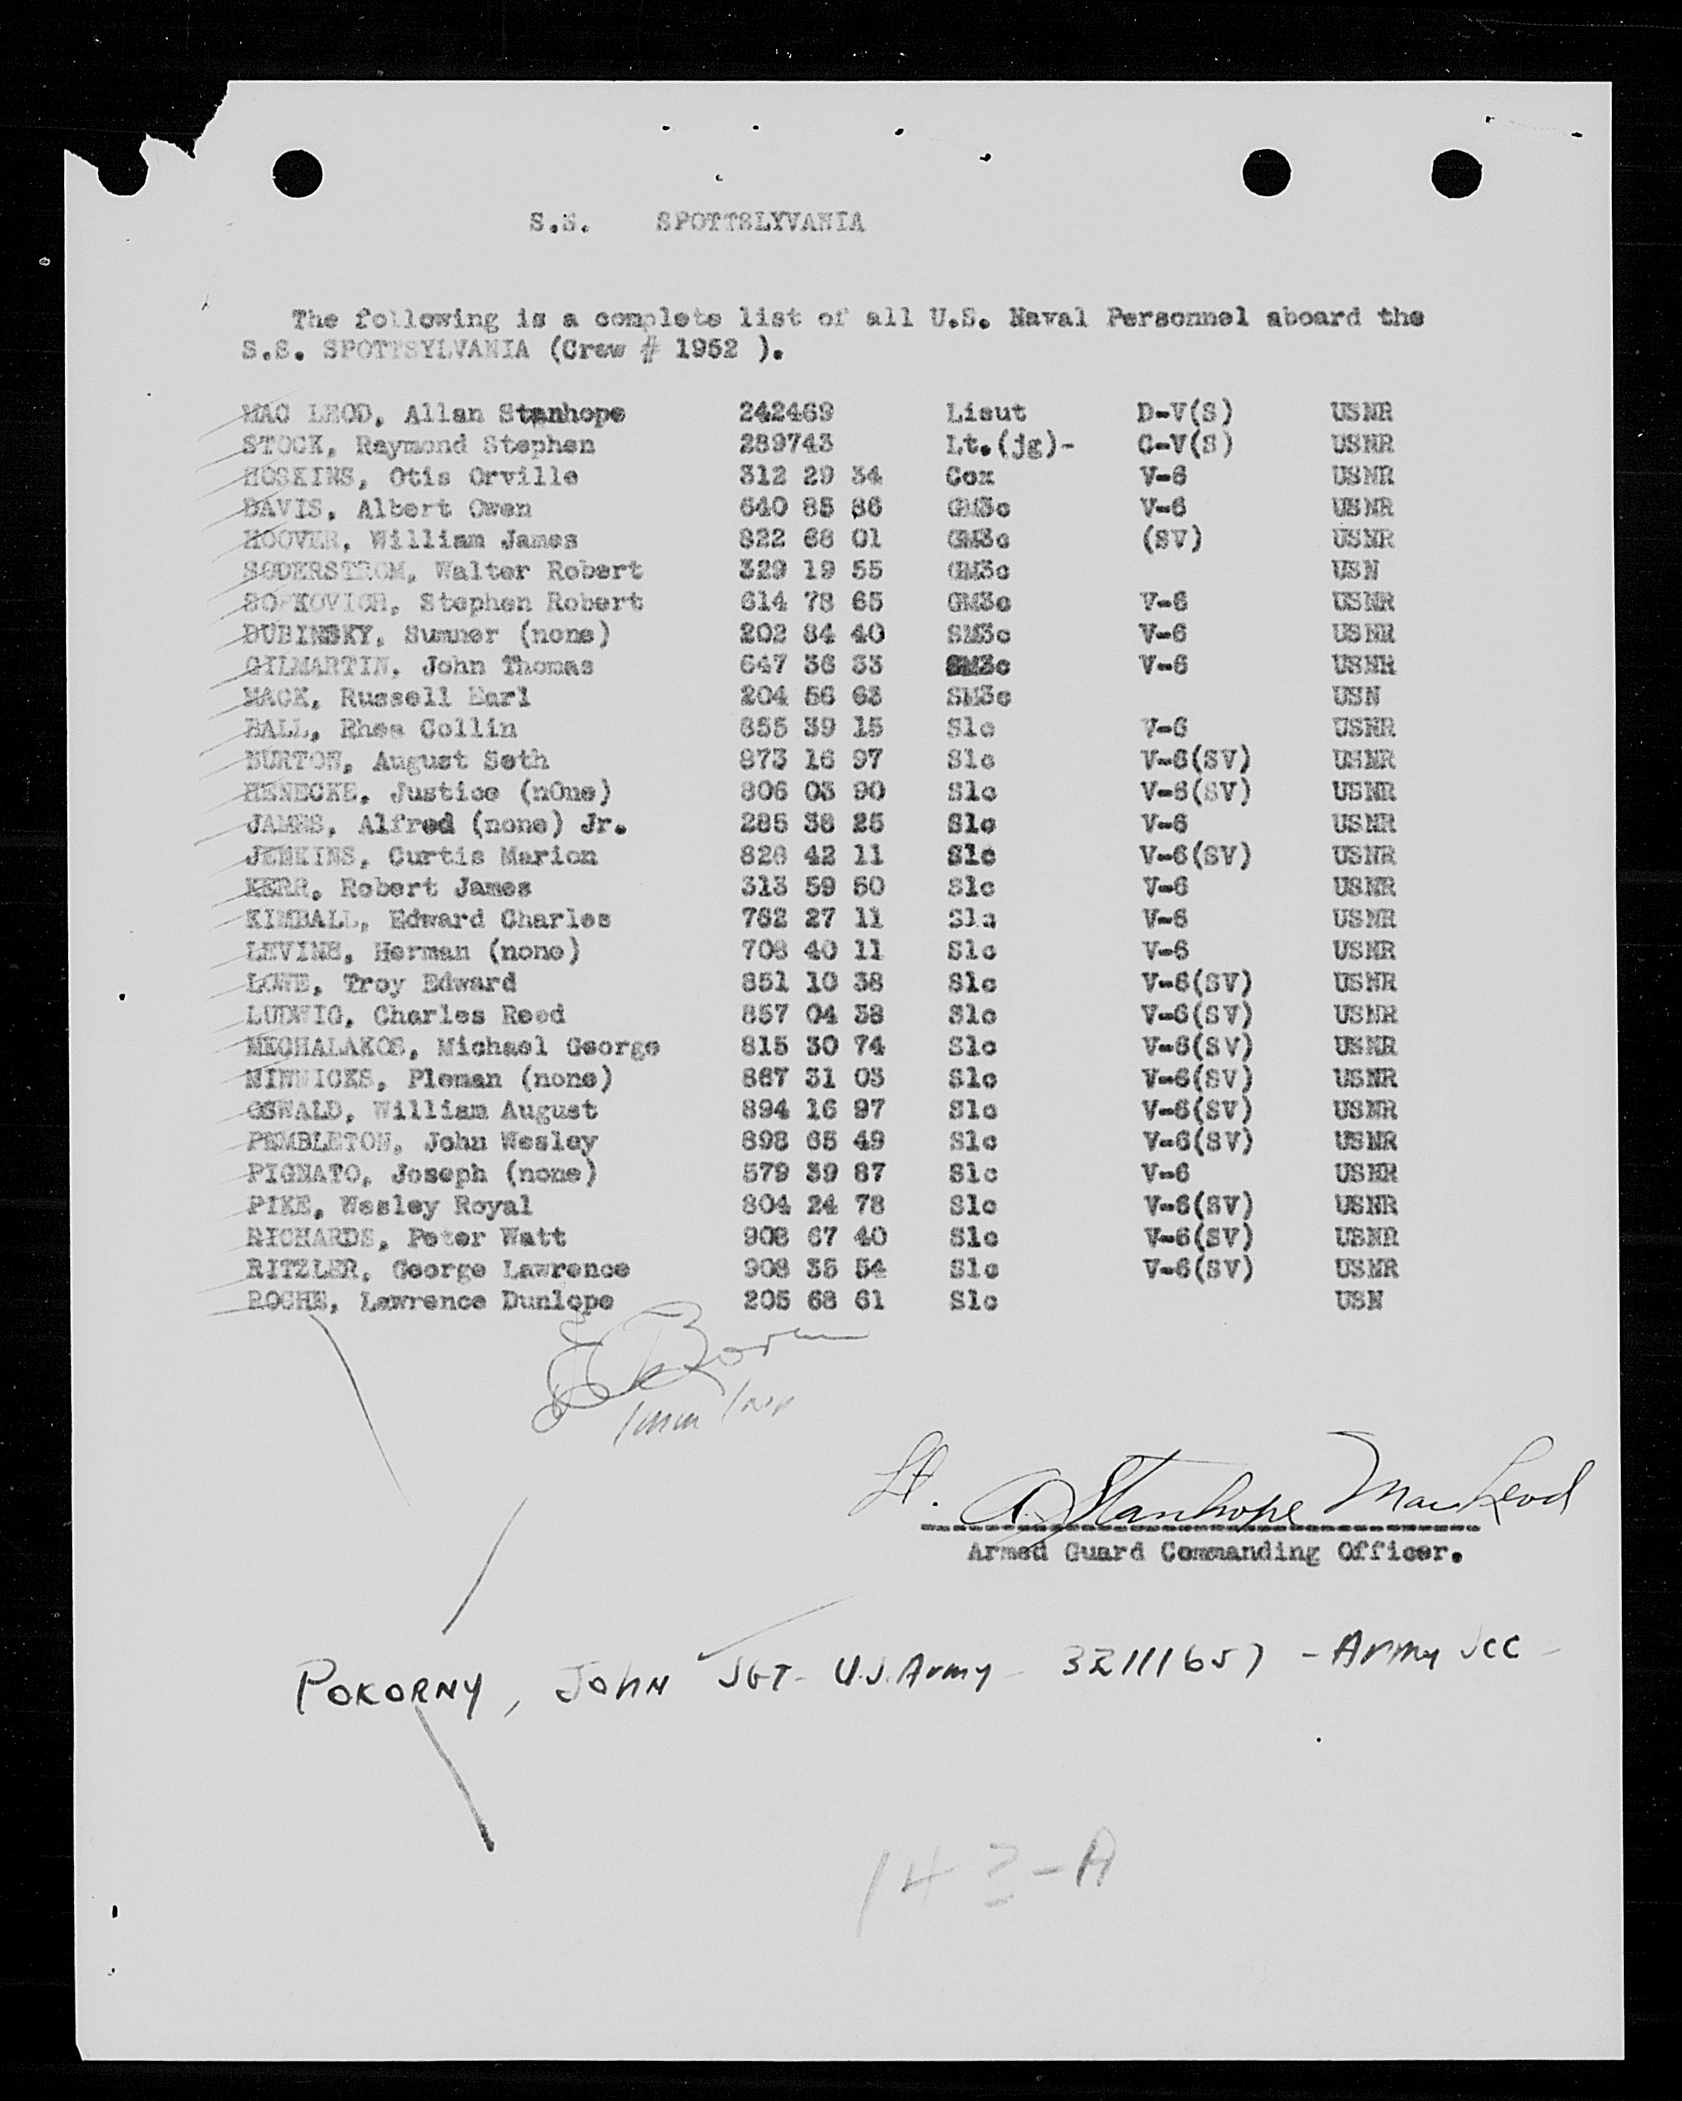 S.S. SPOTTSLYVANIA
The following is a complete list of all U.S. Naval Personnel aboard the
S.S. SPOTTSYLVANIA (Crew # 1952 ).
MAC LEOD, Allan Stanhope 242469 Lieut D-V(S) USNR
STOCK, Raymond Stephen 289743 Lt.(jg)- C-V(S) USNR
HOSKINS, Otis Orville 312 29 34 Cox V-6 USNR
DAVIS, Albert Owen 640 85 86 GM3c V-6 USNR
HOOVER, William James 822 68 01 GM3c (SV) USNR
SODERSTROM, Walter Robert 329 19 55 GM3c USN
Stephen Robert 614 78 65 GM3c V-6 USNR
DUBINSKY, Sumner (none) 202 84 40 SM3c V-6 USNR
GILMARTIN, John Thomas 647 36 33 SM3c V-6 USNR
MACK, Russell Earl 204 56 63 SM3c USN
BALL, Rhea Collin 855 39 15 S1c V-6 USNR
BURTON, August Seth 873 16 97 S1c V-6(SV) USNR
HENECKE, Justice (n0ne) 806 03 90 S1c V-6(SV) USNR
JAMES, Alfred (none) Jr. 285 38 25 S1c V-6 USNR
JENKINS, Curtis Marion 828 42 11 S1c V-6(SV) USNR
KERR, Robert James 313 59 50 S1c V-6 USNR
KIMBALL, Edward Charles 762 27 11 S1c V-6 USNR
LEVINE, Herman (none) 708 40 11 S1c V-6 USNR
LOWE, Troy Edward 851 10 38 S1c V-6(SV) USNR
LUDWIG, Charles Reed 857 04 38 S1c V-6(SV) USNR
MECHALAKOS, Michael George 815 30 74 S1c V-6(SV) USNR
MINWICKS, Pleman (none) 867 31 03 S1c V-6(SV) USNR
OSWALD, William August 894 16 97 S1c V-6(SV) USNR
PEMBLETON, John Wesley 898 65 49 S1c V-6(SV) USNR
PIGNATO, Joseph (none) 579 39 87 S1c V-6 USNR
PIKE, Wesley Royal 804 24 78 S1c V-6(SV) USNR
RICHARDS, Peter Watt 908 67 40 S1c V-6(SV) USNR
RITZLER, George Lawrence 908 35 54 S1c V-6(SV) USNR
ROCHE, Lawrence Dunlope 205 68 61 S1c USN
Lt. A. Stanhope MacLeod
Armed Guard Commanding Officer.
POKORNY, JOHN SGT- U.S. Army - 32111657 - Army SCC -
142-A